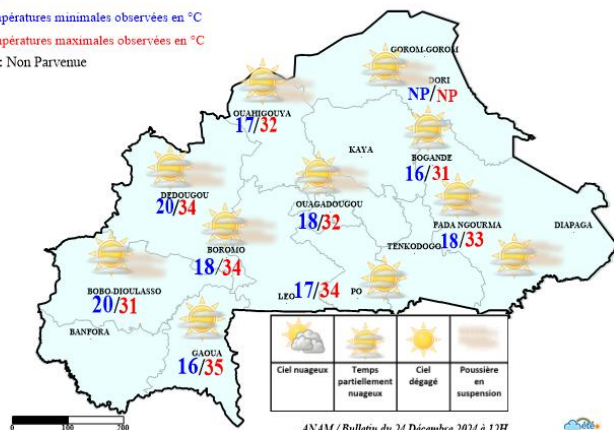 pératures minimales observées en °C
pératures maximales observées en °C
: Non Parvenue
GOROM-GOROM
DORI
NP/NP
OUAHIGOUYA
17/32
KAYA
BOGANDE
16/31
DEDOUGOU
20/34
OUAGADOUGOU
18/32
FADA NGOURMA
18/33
DIAPAGA
BOROMO
18/34
TENKODOGO
BOBO-DIOULASSO
20/31
LEO 17/34
PO
BANFORA
GAOUA
16/35
Ciel nuageux
Temps
partiellement
nuageux
Ciel
dégagé
Poussière
en
suspension
0 100 200
ANAM / Bulletin du 24 Décembre 2024 à 12H